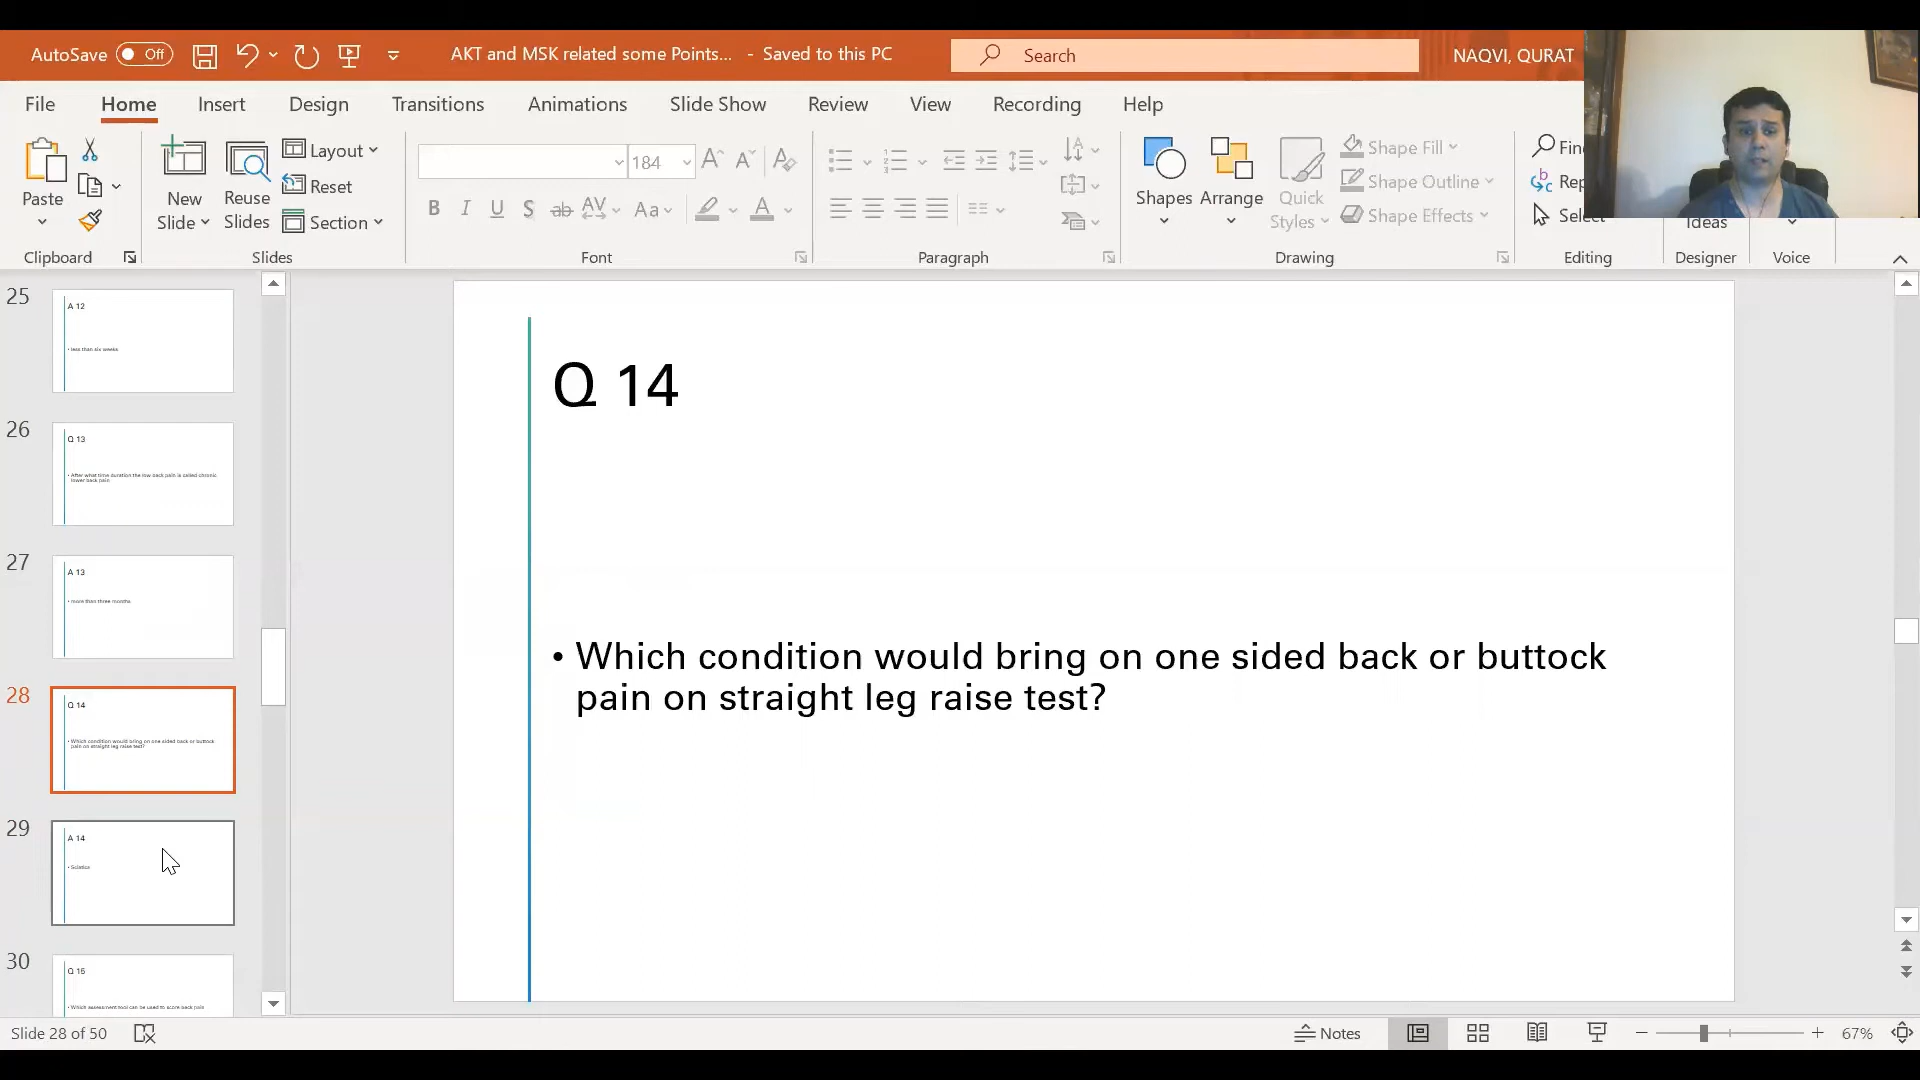 AutoSave Off
AKT and MSK related some Points... - Saved to this PC
Search
NAQVI, QURAT
File Home Insert Design Transitions Animations Slide Show Review View Recording Help
Paste
Clipboard
New
Slide
Reuse
Slides
Layout
Reset
Section
Slides
184
B I U S ab AV Aa A
Font
Paragraph
Shapes
Arrange
Quick
Styles
Shape Fill
Shape Outline
Shape Effects
Drawing
Fin
Rep
Select
Editing
Ideas
Designer
Voice
25
A 12
• less than six weeks
26
Q 13
• After what time duration the low back pain is called chronic
lower back pain
27
A 13
• more than three months
28
Q 14
• Which condition would bring on one sided back or buttock
pain on straight leg raise test?
29
A 14
• Sciatica
30
Q 15
• Which assessment tool can be used to score back pain
Q 14
• Which condition would bring on one sided back or buttock
pain on straight leg raise test?
Slide 28 of 50
Notes
67%